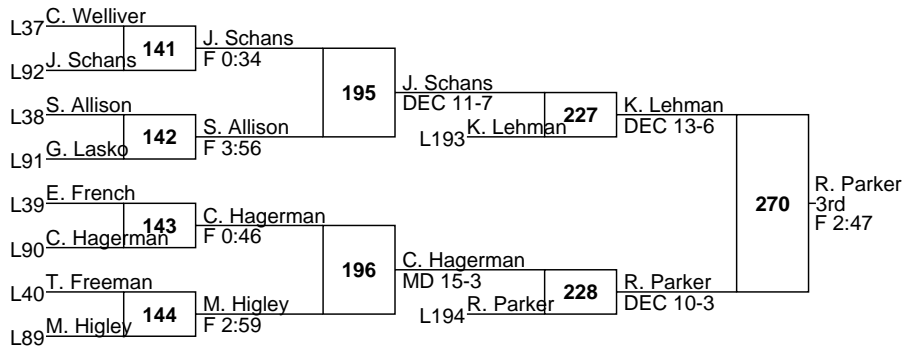 L37 C. Welliver
141
J. Schans
F 0:34
L92 J. Schans
195
J. Schans
DEC 11-7
L38 S. Allison
142
S. Allison
F 3:56
L91 G. Lasko
227
K. Lehman
DEC 13-6
L193 K. Lehman
L39 E. French
143
C. Hagerman
F 0:46
L90 C. Hagerman
270
R. Parker
3rd
F 2:47
196
C. Hagerman
MD 15-3
L40 T. Freeman
144
M. Higley
F 2:59
L89 M. Higley
228
R. Parker
DEC 10-3
L194 R. Parker